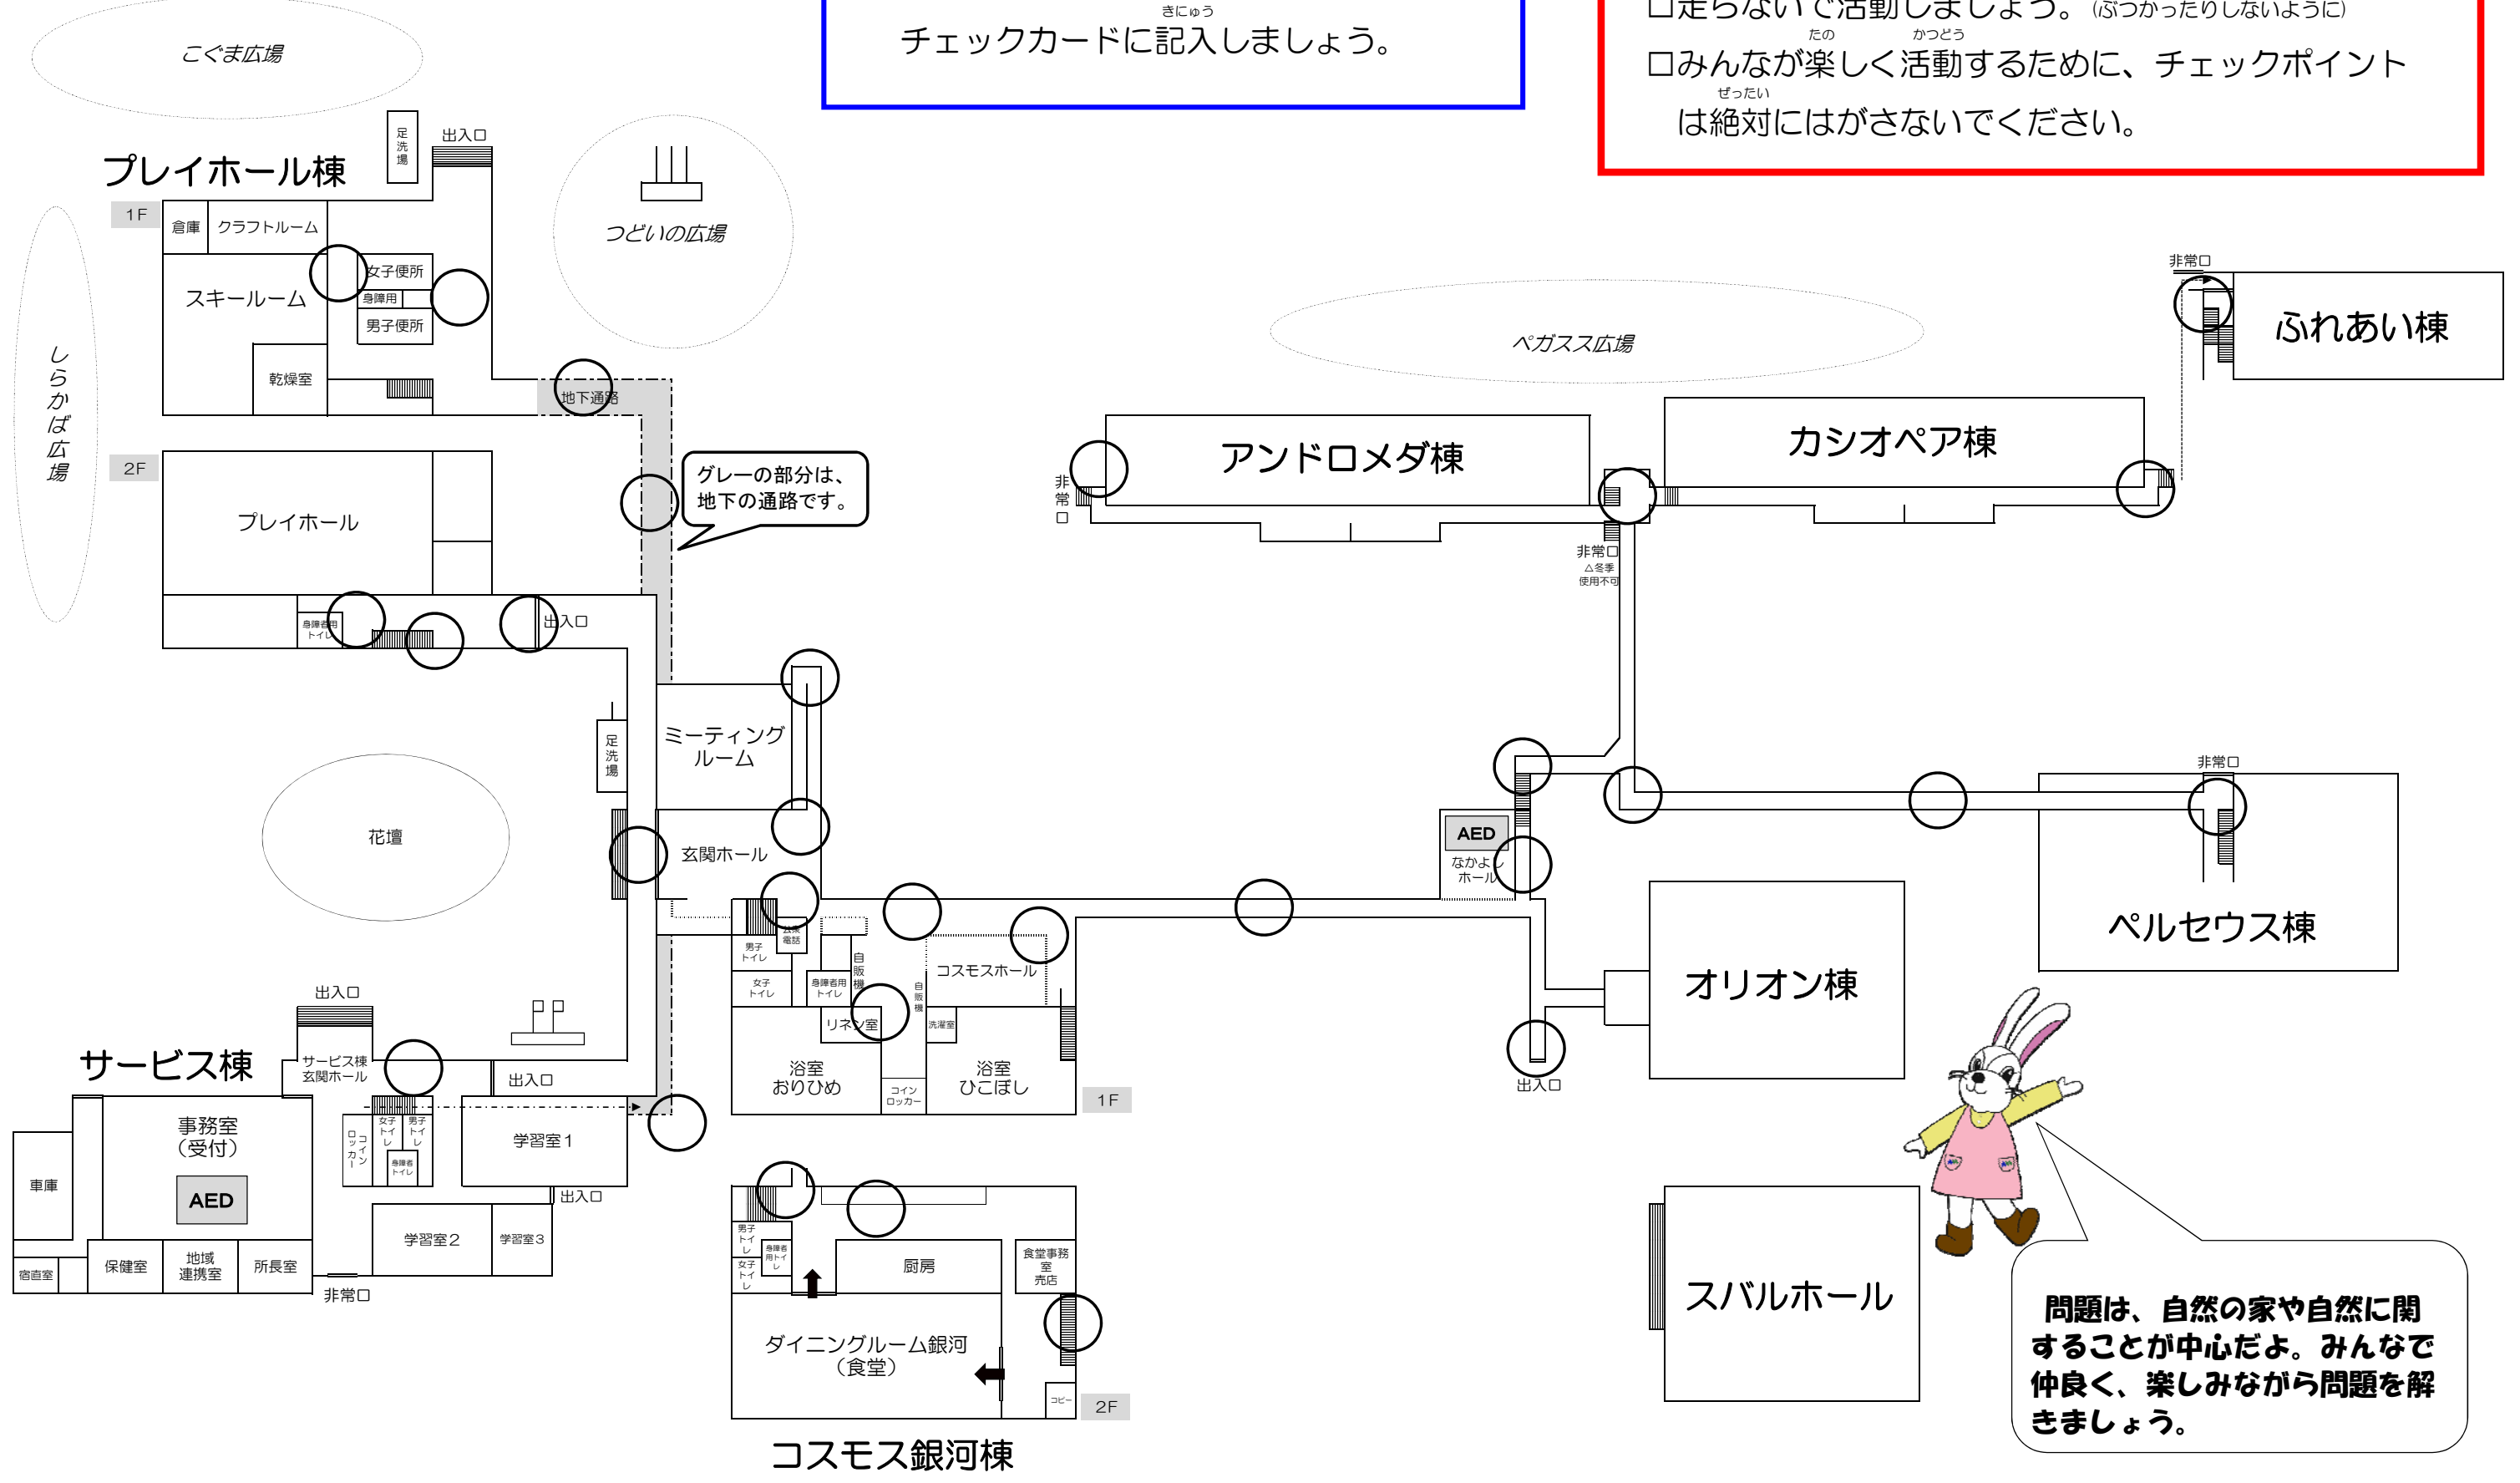 きにゅう
チェックカードに記入しましょう。
□走らないで活動しましょう。(ぶつかったりしないように)
たの かつどう
□みんなが楽しく活動するために、チェックポイント
ぜったい
は絶対にはがさないでください。
こぐま広場
足洗場
出入口
プレイホール棟
1F
倉庫
クラフトルーム
女子便所
スキールーム
身障用
男子便所
乾燥室
つどいの広場
しらかば広場
地下通路
2F
プレイホール
グレーの部分は、
地下の通路です。
身障者用
トイレ
出入口
ペガスス広場
非常口
ふれあい棟
アンドロメダ棟
カシオペア棟
非常口
非常口
△冬季
使用不可
ミーティング
ルーム
足洗場
花壇
玄関ホール
AED
なかよし
ホール
非常口
ペルセウス棟
公衆
電話
男子
トイレ
女子
トイレ
身障者用
トイレ
自販機
自販機
コスモスホール
リネン室
洗濯室
浴室
おりひめ
コイン
ロッカー
浴室
ひこぼし
1F
オリオン棟
出入口
出入口
サービス棟
サービス棟
玄関ホール
出入口
事務室
(受付)
AED
車庫
コイン
ロッカー
女子
トイレ
男子
トイレ
身障者
トイレ
学習室1
出入口
宿直室
保健室
地域
連携室
所長室
非常口
学習室2
学習室3
男子
トイレ
女子
トイレ
身障者
用トイ
レ
厨房
食堂事務
室
売店
ダイニングルーム銀河
(食堂)
コピー
2F
コスモス銀河棟
スバルホール
問題は、自然の家や自然に関
することが中心だよ。みんなで
仲良く、楽しみながら問題を解
きましょう。